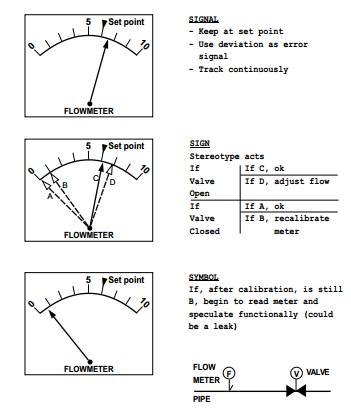 5 Set point
0 10
FLOWMETER
SIGNAL
- Keep at set point
- Use deviation as error
signal
- Track continuously
5 Set point
0 10
A B C D
FLOWMETER
SIGN
Stereotype acts
If If C, ok
Valve If D, adjust flow
Open
If If A, ok
Valve If B, recalibrate
Closed meter
5 Set point
0 10
FLOWMETER
SYMBOL
If, after calibration, is still
B, begin to read meter and
speculate functionally (could
be a leak)
FLOW
METER F V VALVE
PIPE